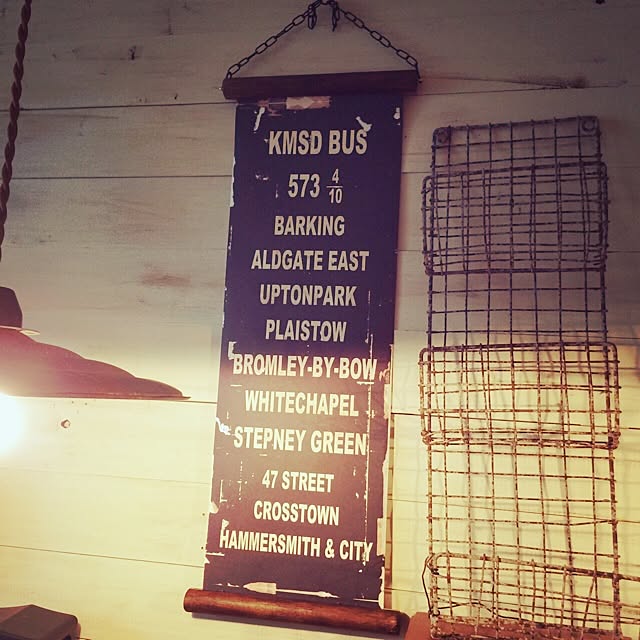 KMSD BUS
573 4/10
BARKING
ALDGATE EAST
UPTONPARK
PLAISTOW
BROMLEY-BY-BOW
WHITECHAPEL
STEPNEY GREEN
47 STREET
CROSSTOWN
HAMMERSMITH & CITY